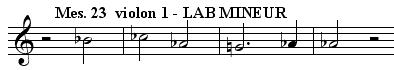 Mes. 23 violon 1 - LAB MINEUR